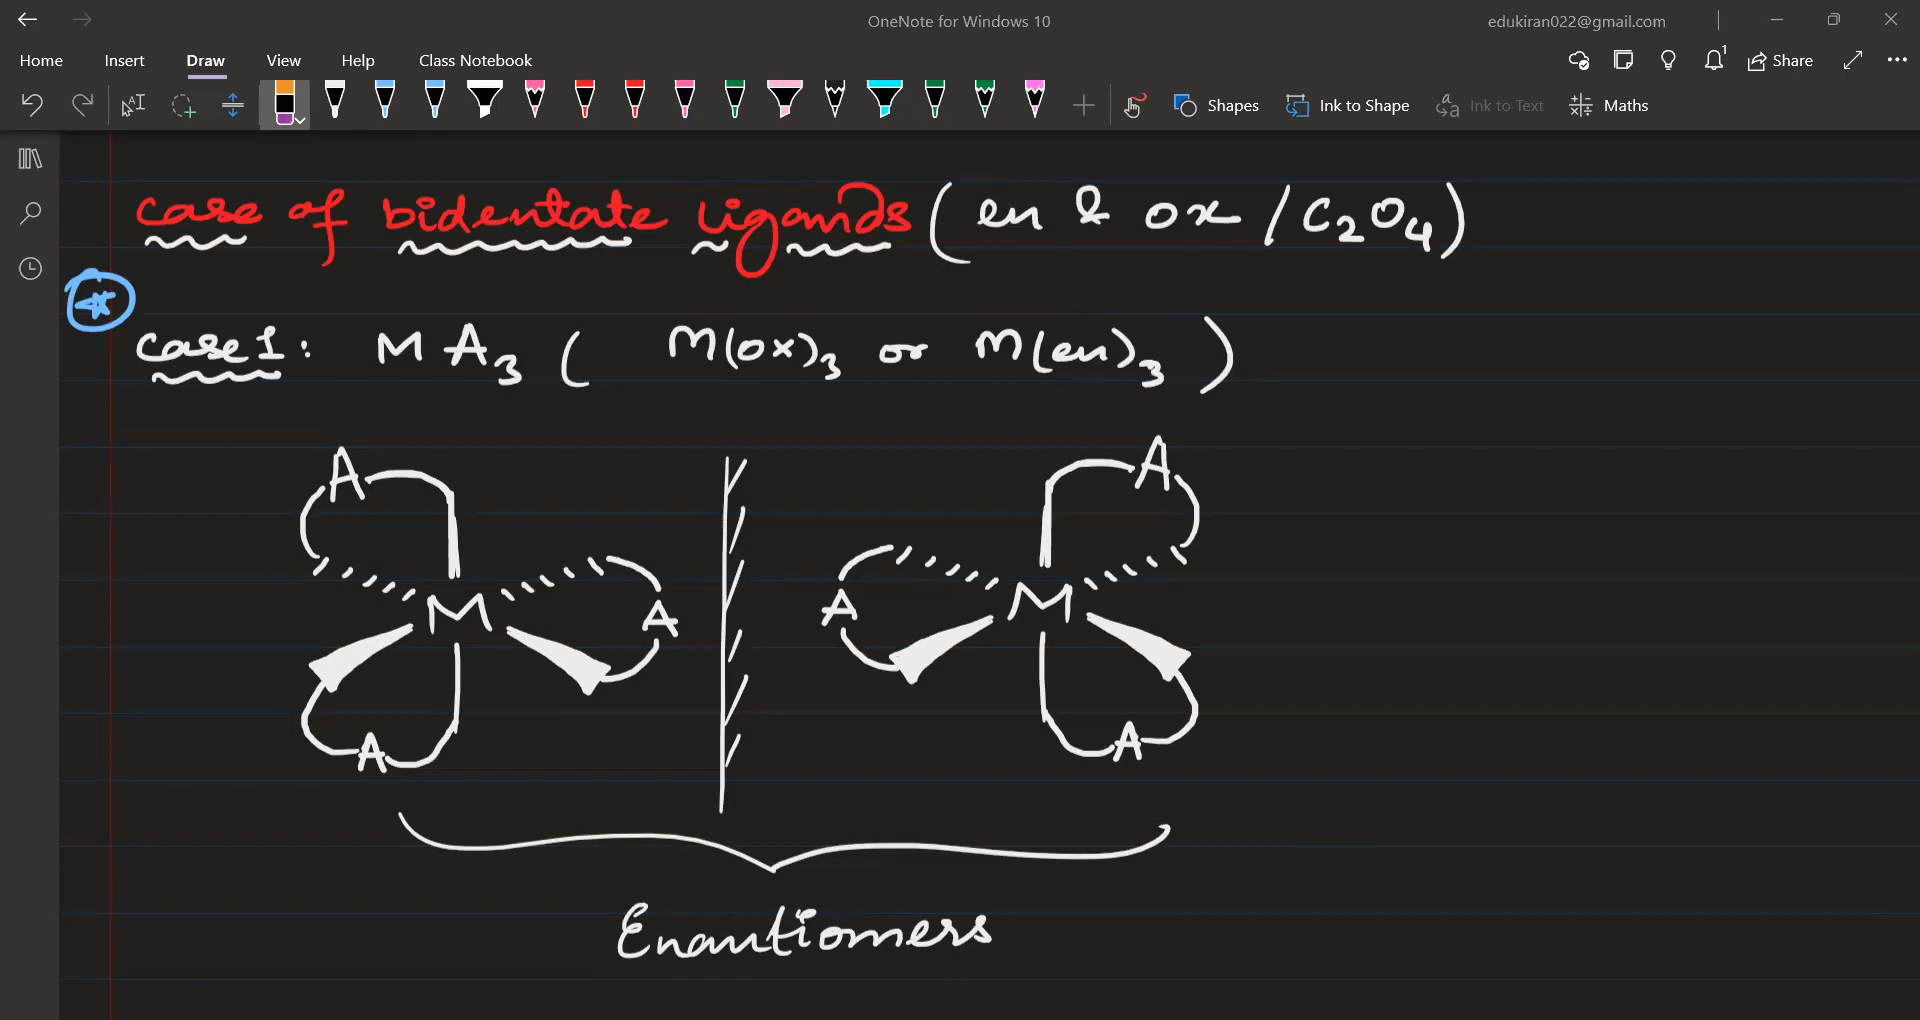 OneNote for Windows 10
edukiran022@gmail.com
Home Insert Draw View Help Class Notebook
1
Share
Shapes Ink to Shape Ink to Text Maths
case of bidentate ligands (en & ox / C₂O₄)
case 1: MA₃ ( M(ox)₃ or M(en)₃ )
A A
M A A M
A A
Enantiomers